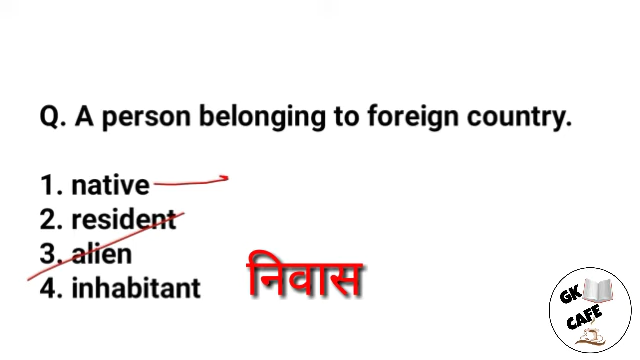 Q. A person belonging to foreign country.
1. native
2. resident
3. alien
4. inhabitant
निवास
GK
CAFE